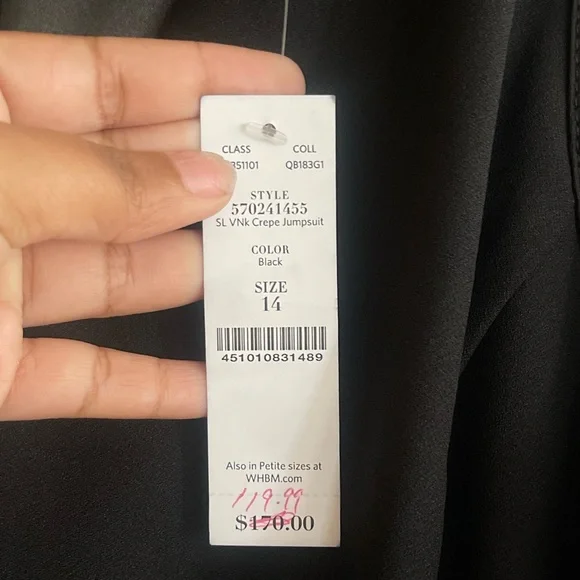 CLASS COLL
351101 QB183G1
STYLE
570241455
SL VNk Crepe Jumpsuit
COLOR
Black
SIZE
14
451010831489
Also in Petite sizes at
WHBM.com
119.99
$170.00